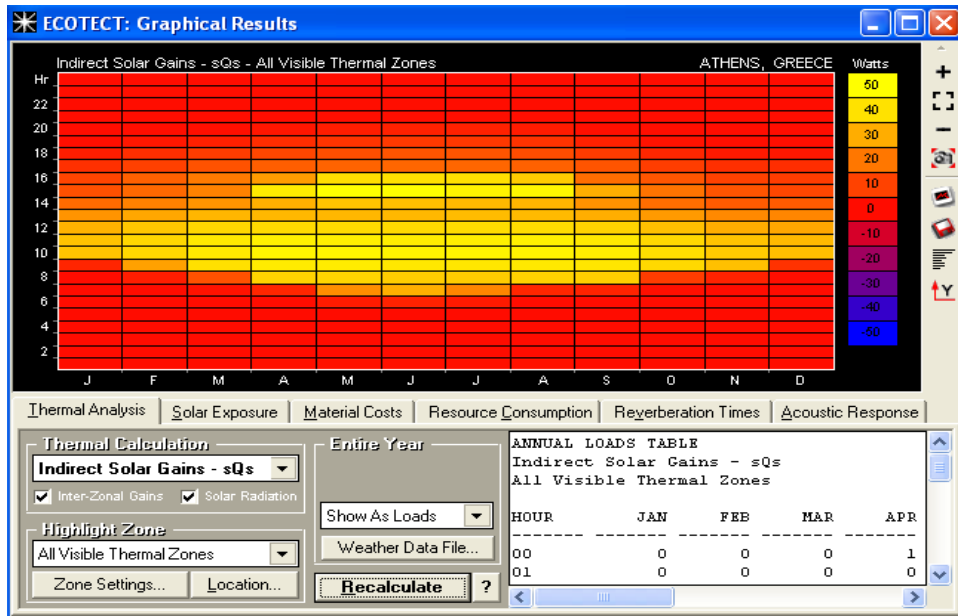 ECOTECT: Graphical Results
Indirect Solar Gains - sQs - All Visible Thermal Zones
ATHENS, GREECE
Watts
Hr
22
20
18
16
14
12
10
8
6
4
2
50
40
30
20
10
0
-10
-20
-30
-40
-50
J F M A M J J A S O N D
Y
Thermal Analysis Solar Exposure Material Costs Resource Consumption Reverberation Times Acoustic Response
Thermal Calculation
Indirect Solar Gains - sQs
Inter-Zonal Gains Solar Radiation
Highlight Zone
All Visible Thermal Zones
Zone Settings... Location...
Entire Year
Show As Loads
Weather Data File...
Recalculate ?
ANNUAL LOADS TABLE
Indirect Solar Gains - sQs
All Visible Thermal Zones
HOUR JAN FEB MAR APR
------- ------- ------- ------- -------
00 0 0 0 1
01 0 0 0 0